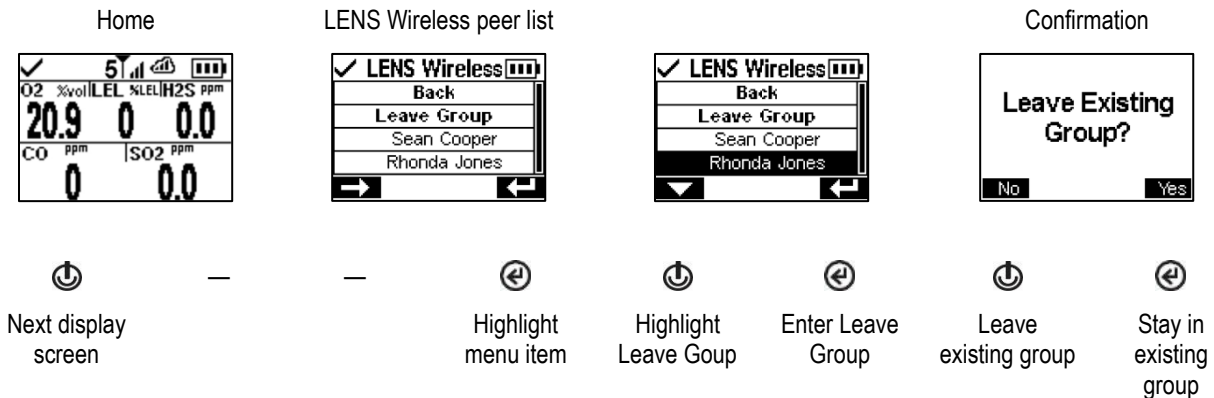 Home
LENS Wireless peer list
Confirmation
5
O2 %vol LEL %LEL H2S PPM
20.9 0 0.0
CO PPM SO2 PPM
0 0.0
LENS Wireless
Back
Leave Group
Sean Cooper
Rhonda Jones
LENS Wireless
Back
Leave Group
Sean Cooper
Rhonda Jones
Leave Existing
Group?
No Yes
— —
Next display
screen
Highlight
menu item
Highlight
Leave Goup
Enter Leave
Group
Leave
existing group
Stay in
existing
group